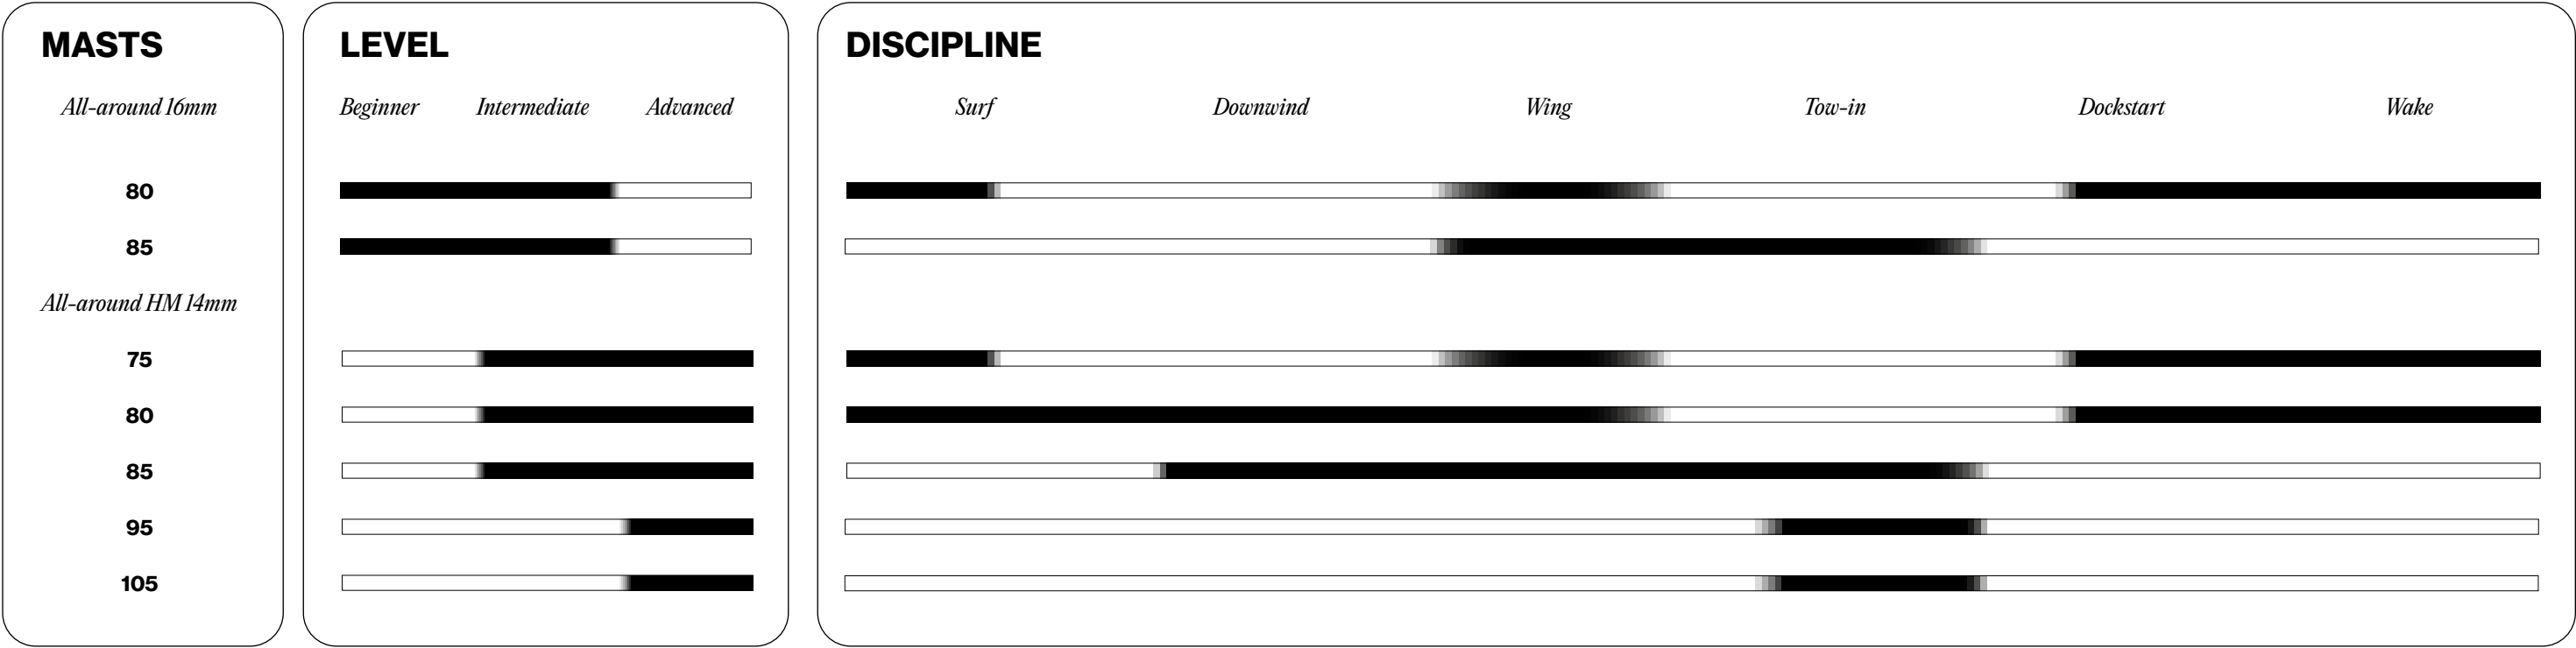 MASTS
LEVEL
DISCIPLINE
All-around 16mm
Beginner Intermediate Advanced
Surf Downwind Wing Tow-in Dockstart Wake
80
85
All-around HM 14mm
75
80
85
95
105